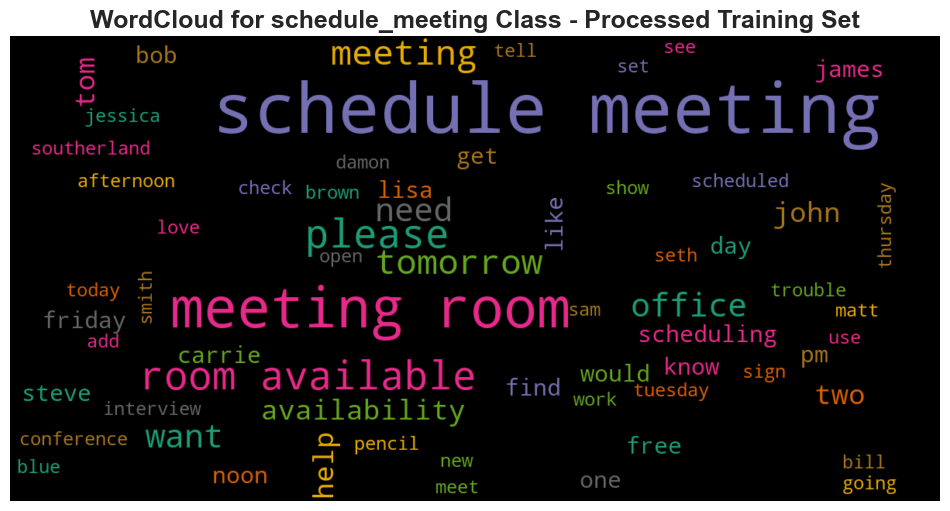 WordCloud for schedule_meeting Class - Processed Training Set
tom
bob
meeting
tell
see
set
james
schedule meeting
jessica
southerland
damon
get
afternoon
check
brown
lisa
show
scheduled
need
like
john
thursday
love
please
open
tomorrow
seth
day
today
smith
meeting room
sam
office
trouble
matt
friday
add
scheduling
use
carrie
room available
find
would
know
pm
steve
interview
availability
work
tuesday
sign
two
conference
want
help
pencil
free
blue
noon
new
meet
one
bill
going